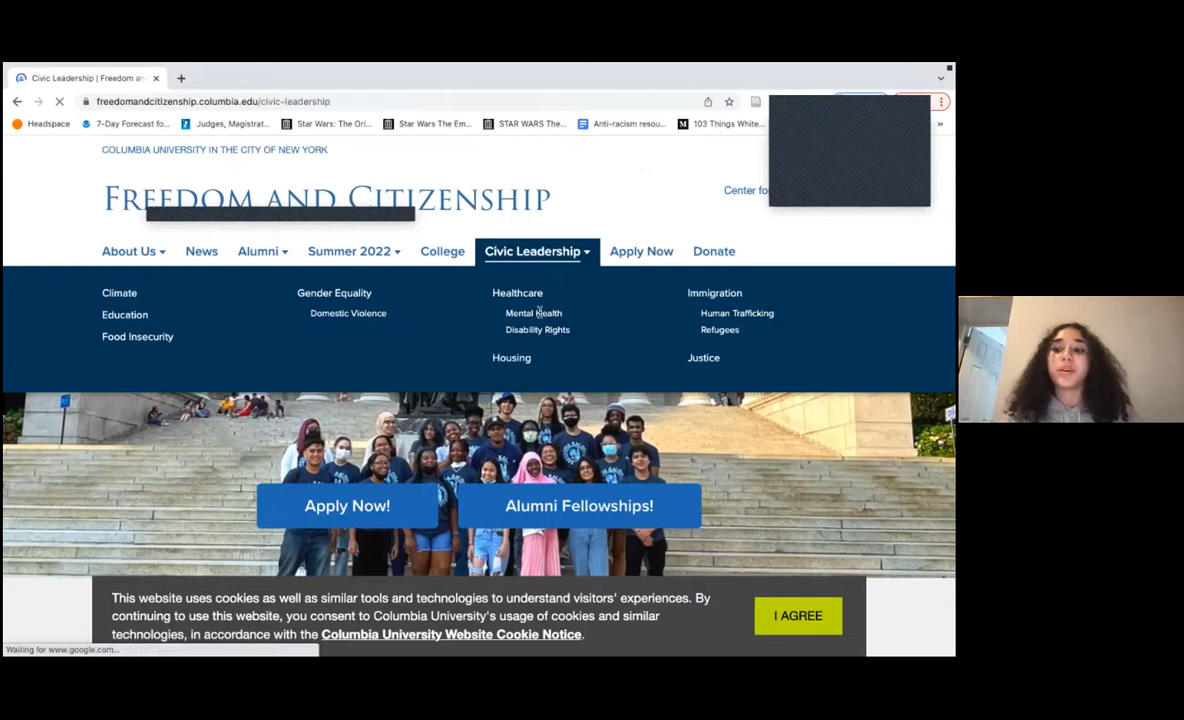 Civic Leadership | Freedom an
freedomandcitizenship.columbia.edu/civic-leadership
Headspace 7-Day Forecast fo... Judges, Magistrat... Star Wars: The Ori... Star Wars The Em... STAR WARS The... Anti-racism resou... 103 Things White... »
COLUMBIA UNIVERSITY IN THE CITY OF NEW YORK
FREEDOM AND CITIZENSHIP
Center fo
About Us News Alumni Summer 2022 College Civic Leadership Apply Now Donate
Climate Gender Equality Healthcare Immigration
Domestic Violence Mental Health Human Trafficking
Education
Disability Rights Refugees
Food Insecurity
Housing Justice
Apply Now! Alumni Fellowships!
This website uses cookies as well as similar tools and technologies to understand visitors' experiences. By
continuing to use this website, you consent to Columbia University's usage of cookies and similar
technologies, in accordance with the Columbia University Website Cookie Notice.
I AGREE
Waiting for www.google.com...